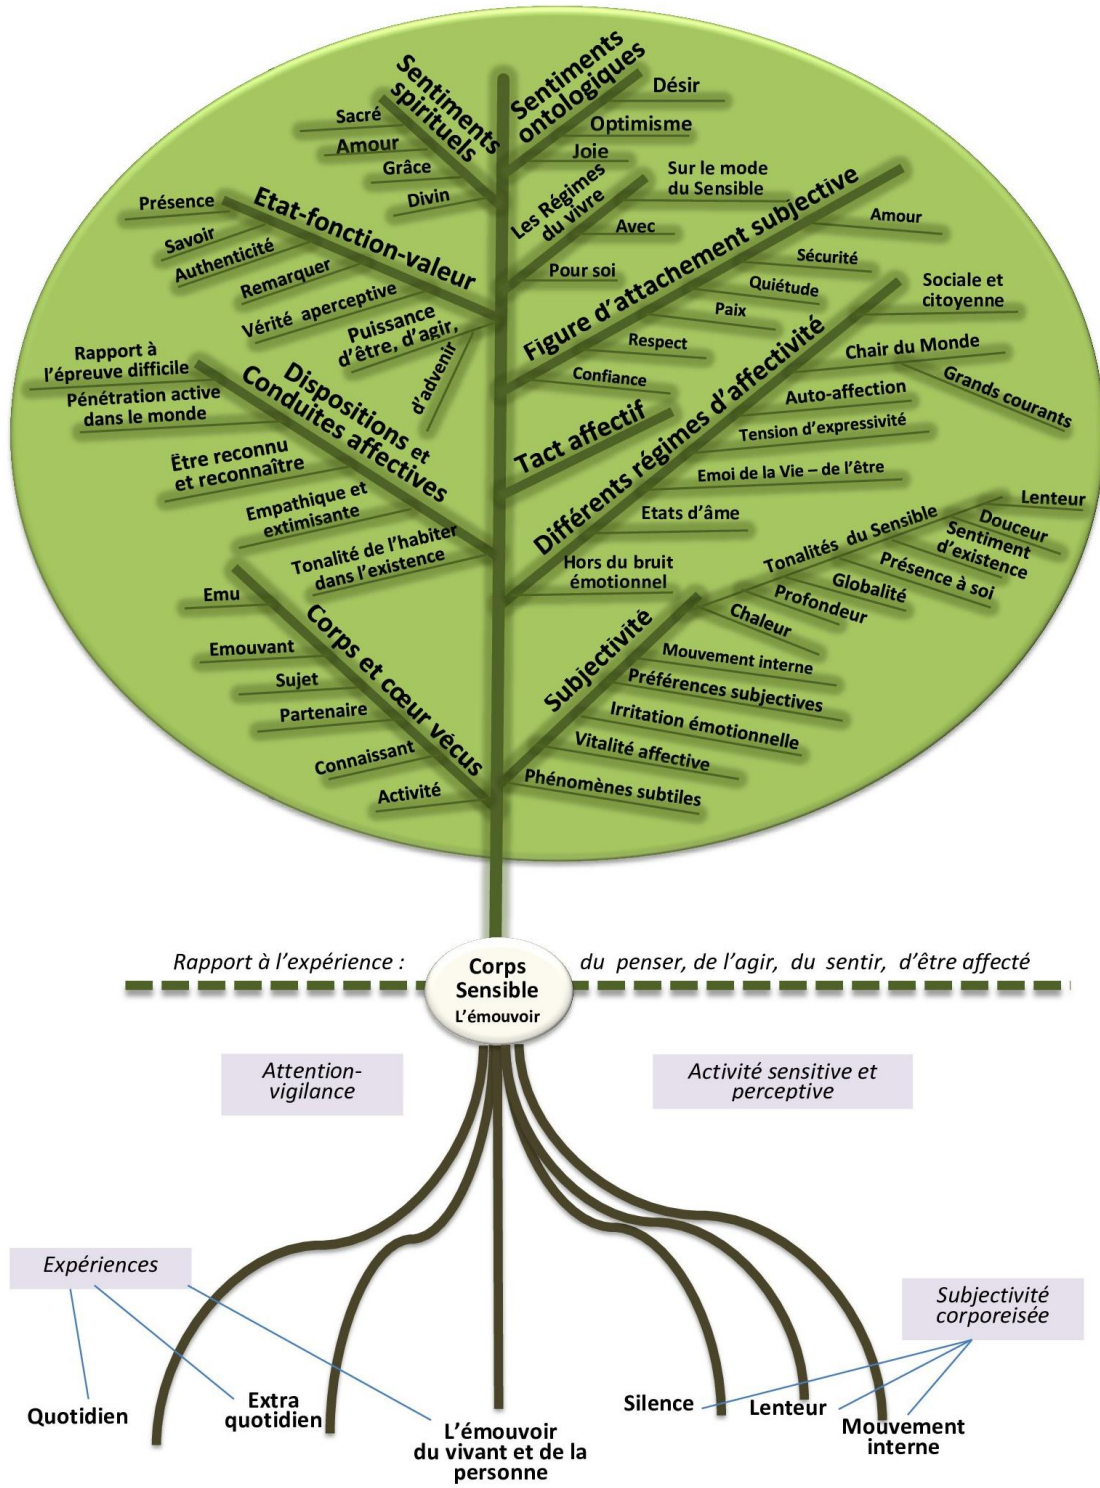 Sentiments
spirituels
Sacré
Amour
Grâce
Divin
Sentiments
ontologiques
Désir
Optimisme
Joie
Les Régimes
du vivre
Sur le mode
du Sensible
Avec
Pour soi
Etat-fonction-valeur
Présence
Savoir
Authenticité
Remarquer
Vérité aperceptive
Puissance
d'être, d'agir,
d'advenir
Figure d'attachement subjective
Amour
Sécurité
Quiétude
Paix
Respect
Confiance
Dispositions et
Conduites affectives
Rapport à
l'épreuve difficile
Pénétration active
dans le monde
Être reconnu
et reconnaître
Empathique et
extimisante
Tonalité de l'habiter
dans l'existence
Tact affectif
Différents régimes d'affectivité
Sociale et
citoyenne
Chair du Monde
Grands courants
Auto-affection
Tension d'expressivité
Emoi de la Vie – de l'être
Etats d'âme
Hors du bruit
émotionnel
Corps et cœur vécus
Emu
Emouvant
Sujet
Partenaire
Connaissant
Activité
Subjectivité
Tonalités du Sensible
Lenteur
Douceur
Sentiment
d'existence
Présence à soi
Globalité
Profondeur
Chaleur
Mouvement interne
Préférences subjectives
Irritation émotionnelle
Vitalité affective
Phénomènes subtiles
Rapport à l'expérience :
Corps
Sensible
L'émouvoir
du penser, de l'agir, du sentir, d'être affecté
Attention-
vigilance
Activité sensitive et
perceptive
Expériences
Subjectivité
corporeisée
Quotidien
Extra
quotidien
L'émouvoir
du vivant et de la
personne
Silence
Lenteur
Mouvement
interne